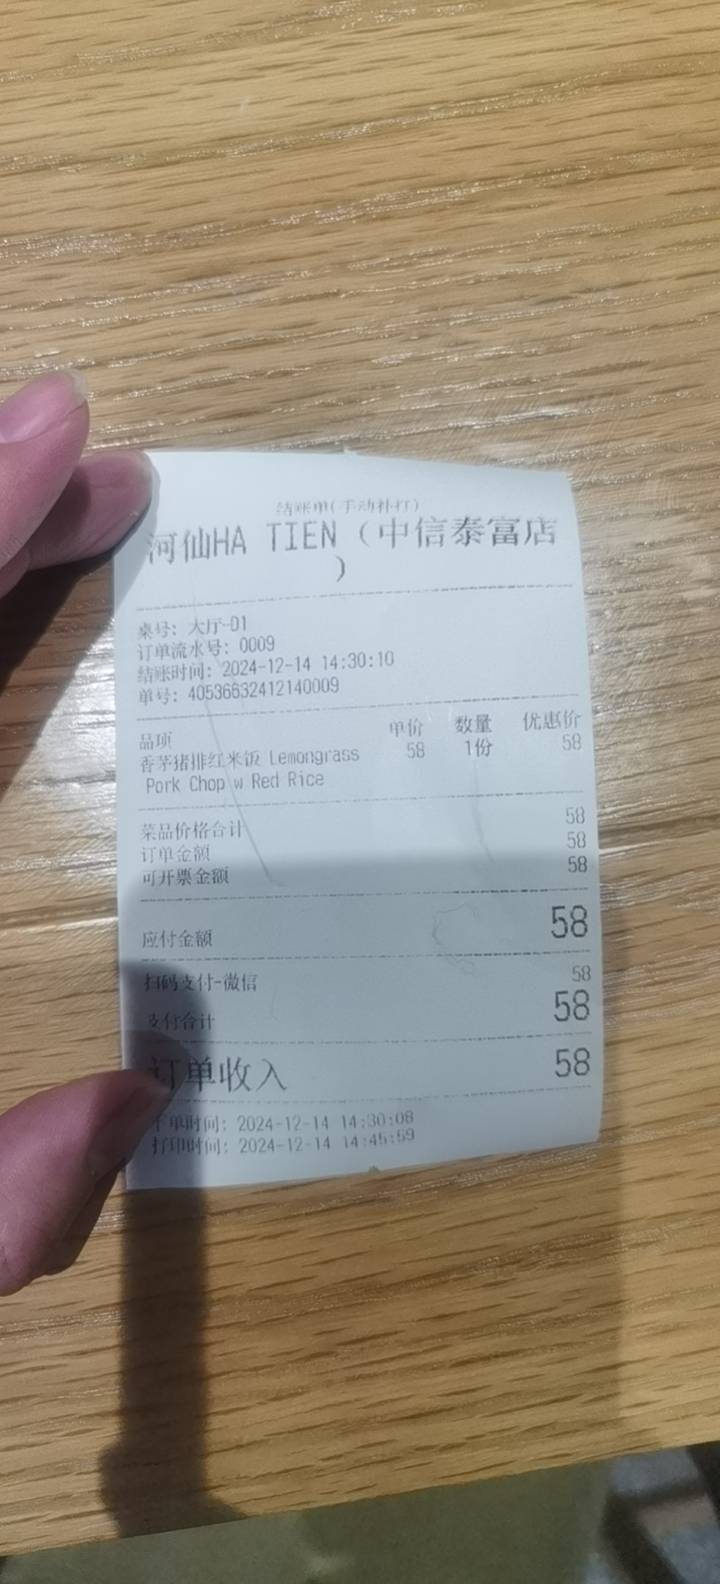 结账单(手动补打)
河仙HA TIEN（中信泰富店
）
桌号: 大厅-D1
订单流水号: 0009
结账时间: 2024-12-14 14:30:10
单号: 40536632412140009
品项 单价 数量 优惠价
香茅猪排红米饭 Lemongrass 58 1份 58
Pork Chop w Red Rice
菜品价格合计 58
订单金额 58
可开票金额 58
应付金额 58
扫码支付-微信 58
支付合计 58
订单收入 58
下单时间: 2024-12-14 14:30:08
打印时间: 2024-12-14 14:45:59